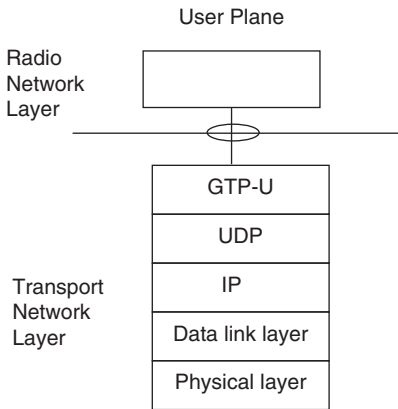 User Plane
Radio
Network
Layer
GTP-U
UDP
Transport
Network
Layer
IP
Data link layer
Physical layer